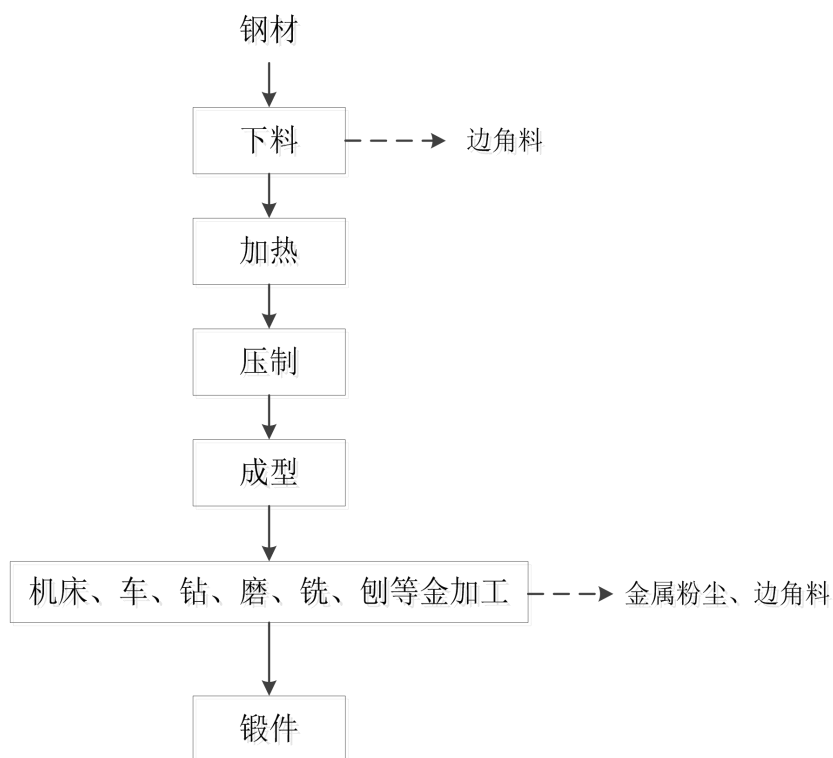 钢材
下料
边角料
加热
压制
成型
机床、车、钻、磨、铣、刨等金加工
金属粉尘、边角料
锻件